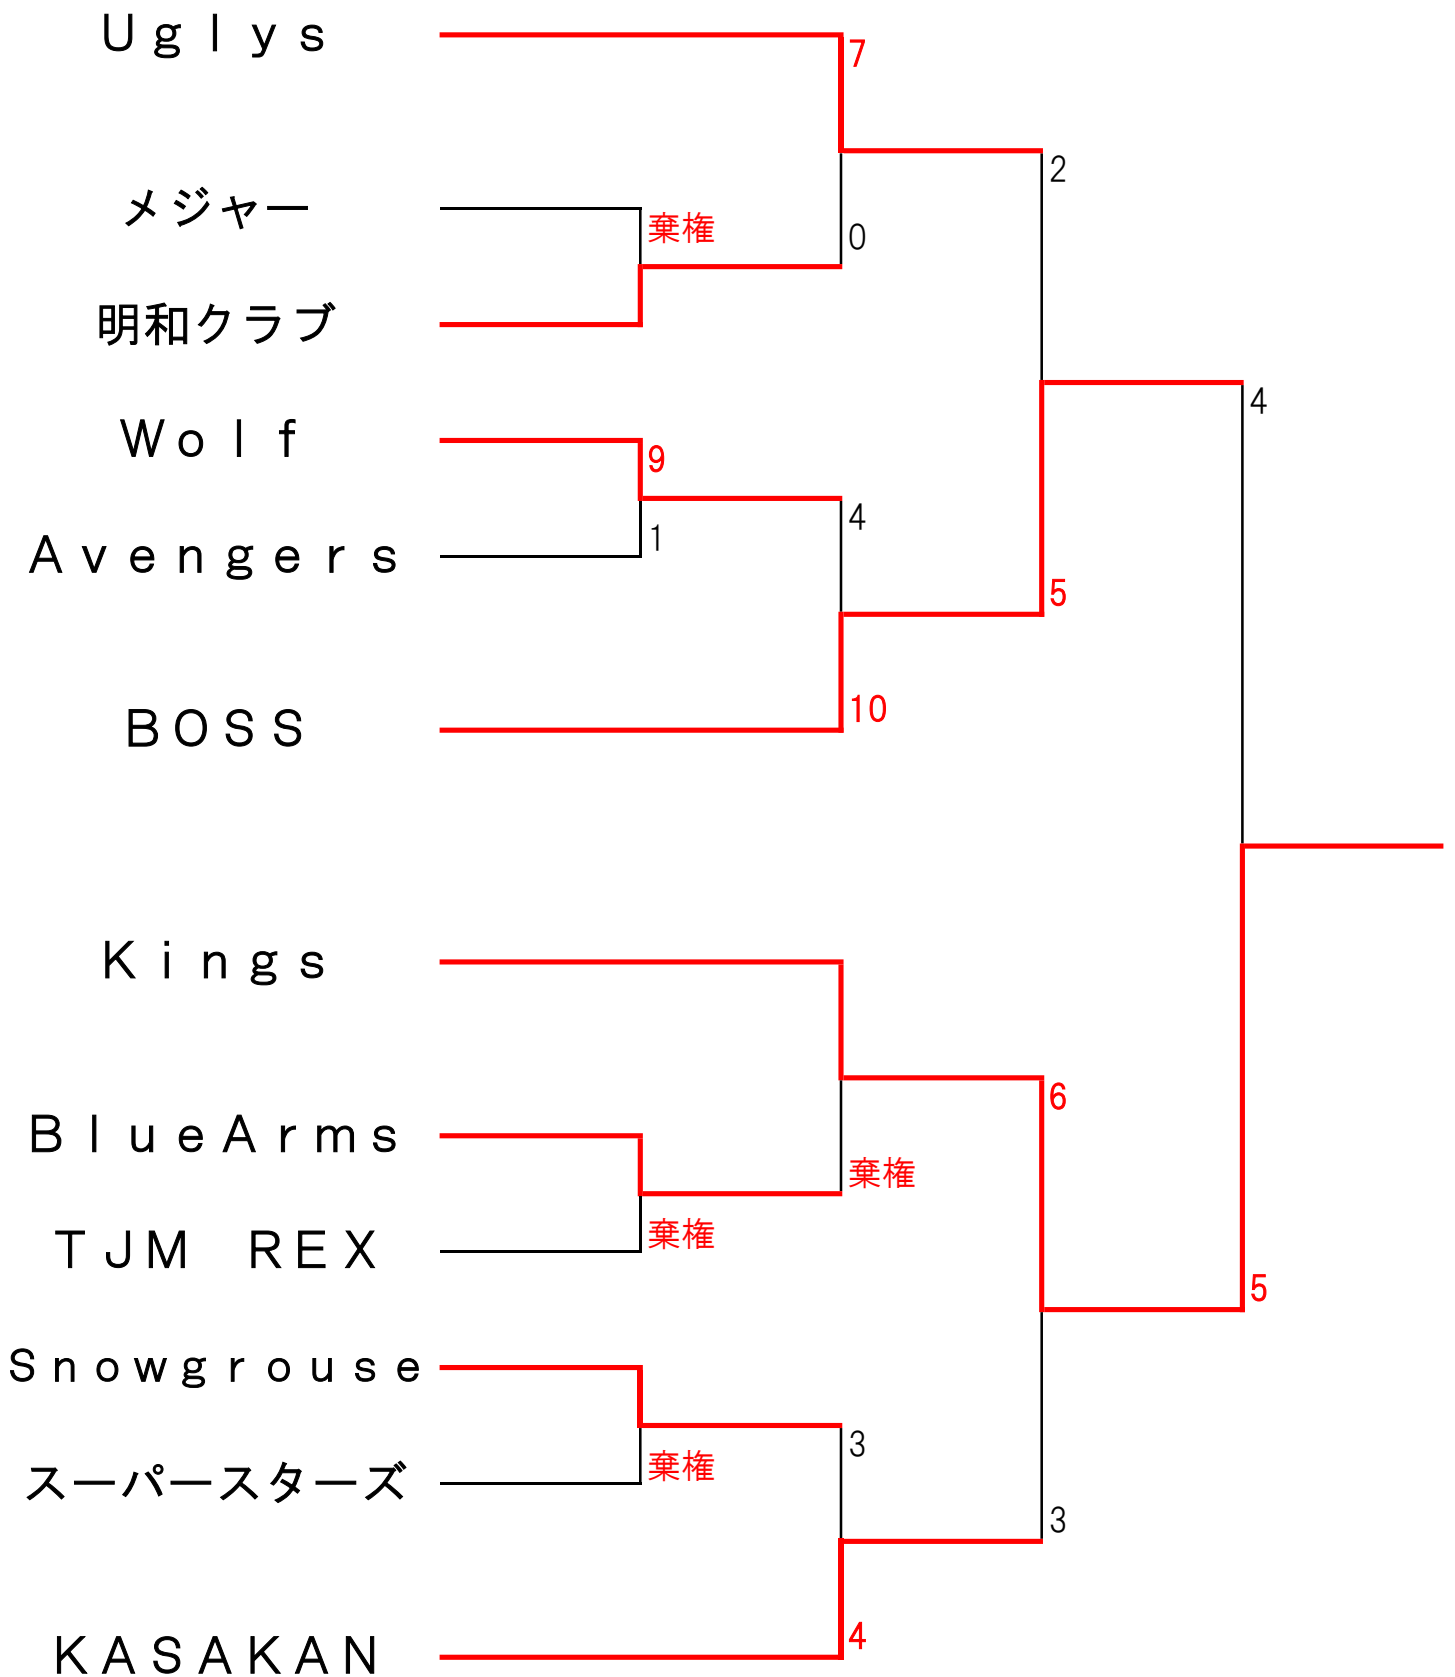 Uglys
7
2
メジャー
棄権
0
明和クラブ
4
Wolf
9
4
1
Avengers
5
10
BOSS
Kings
6
BlueArms
棄権
棄権
TJM　REX
5
Snowgrouse
3
棄権
スーパースターズ
3
4
KASAKAN